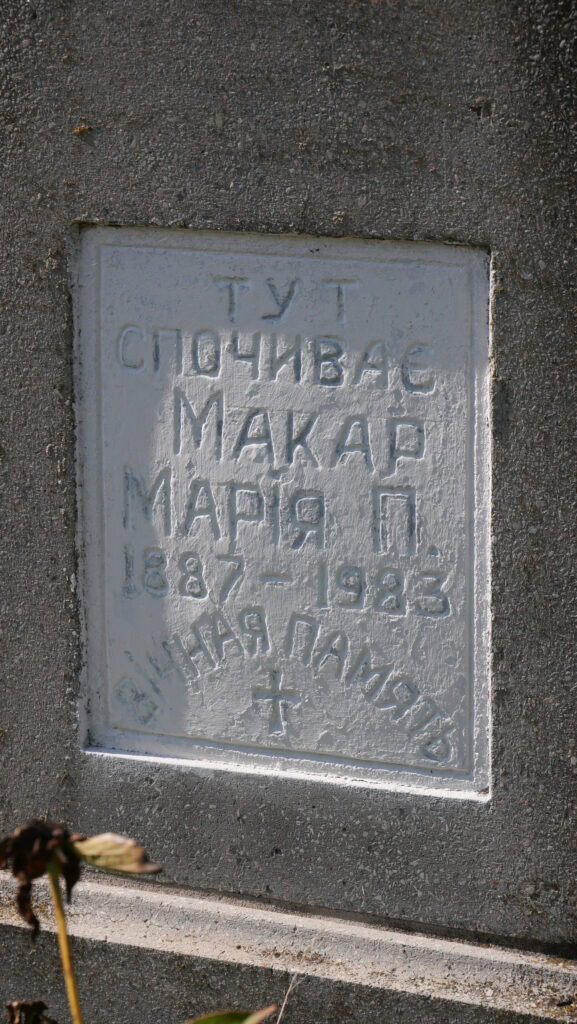 ТУТ
СПОЧИВАЄ
МАКАР
МАРІЯ П.
1887-1983
ВІЧНАЯ ПАМЯТЬ